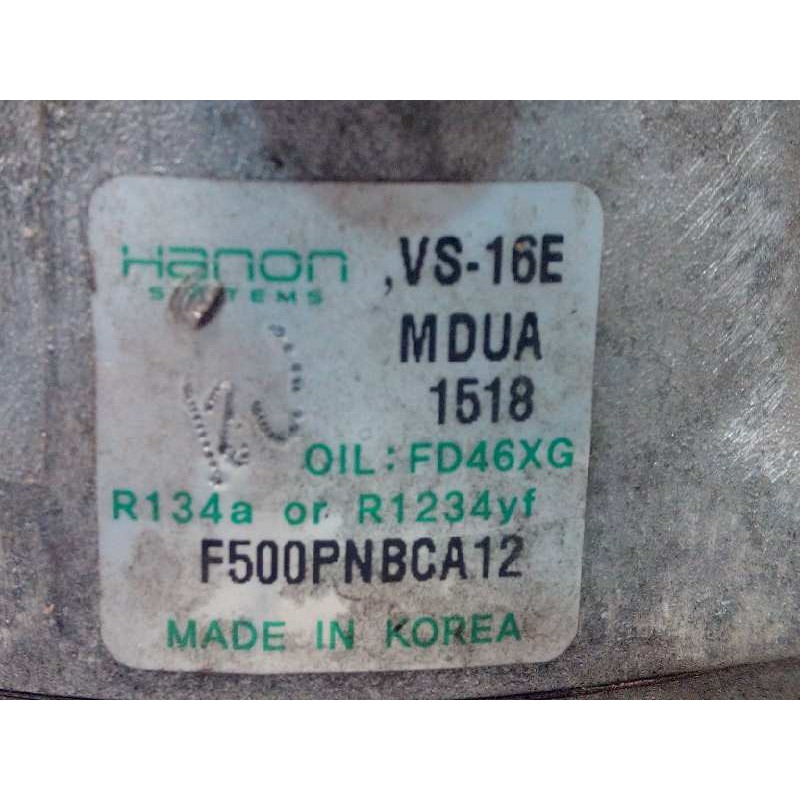 Hanon ,VS-16E
SYSTEMS
MDUA
1518
OIL: FD46XG
R134a or R1234yf
F500PNBCA12
MADE IN KOREA